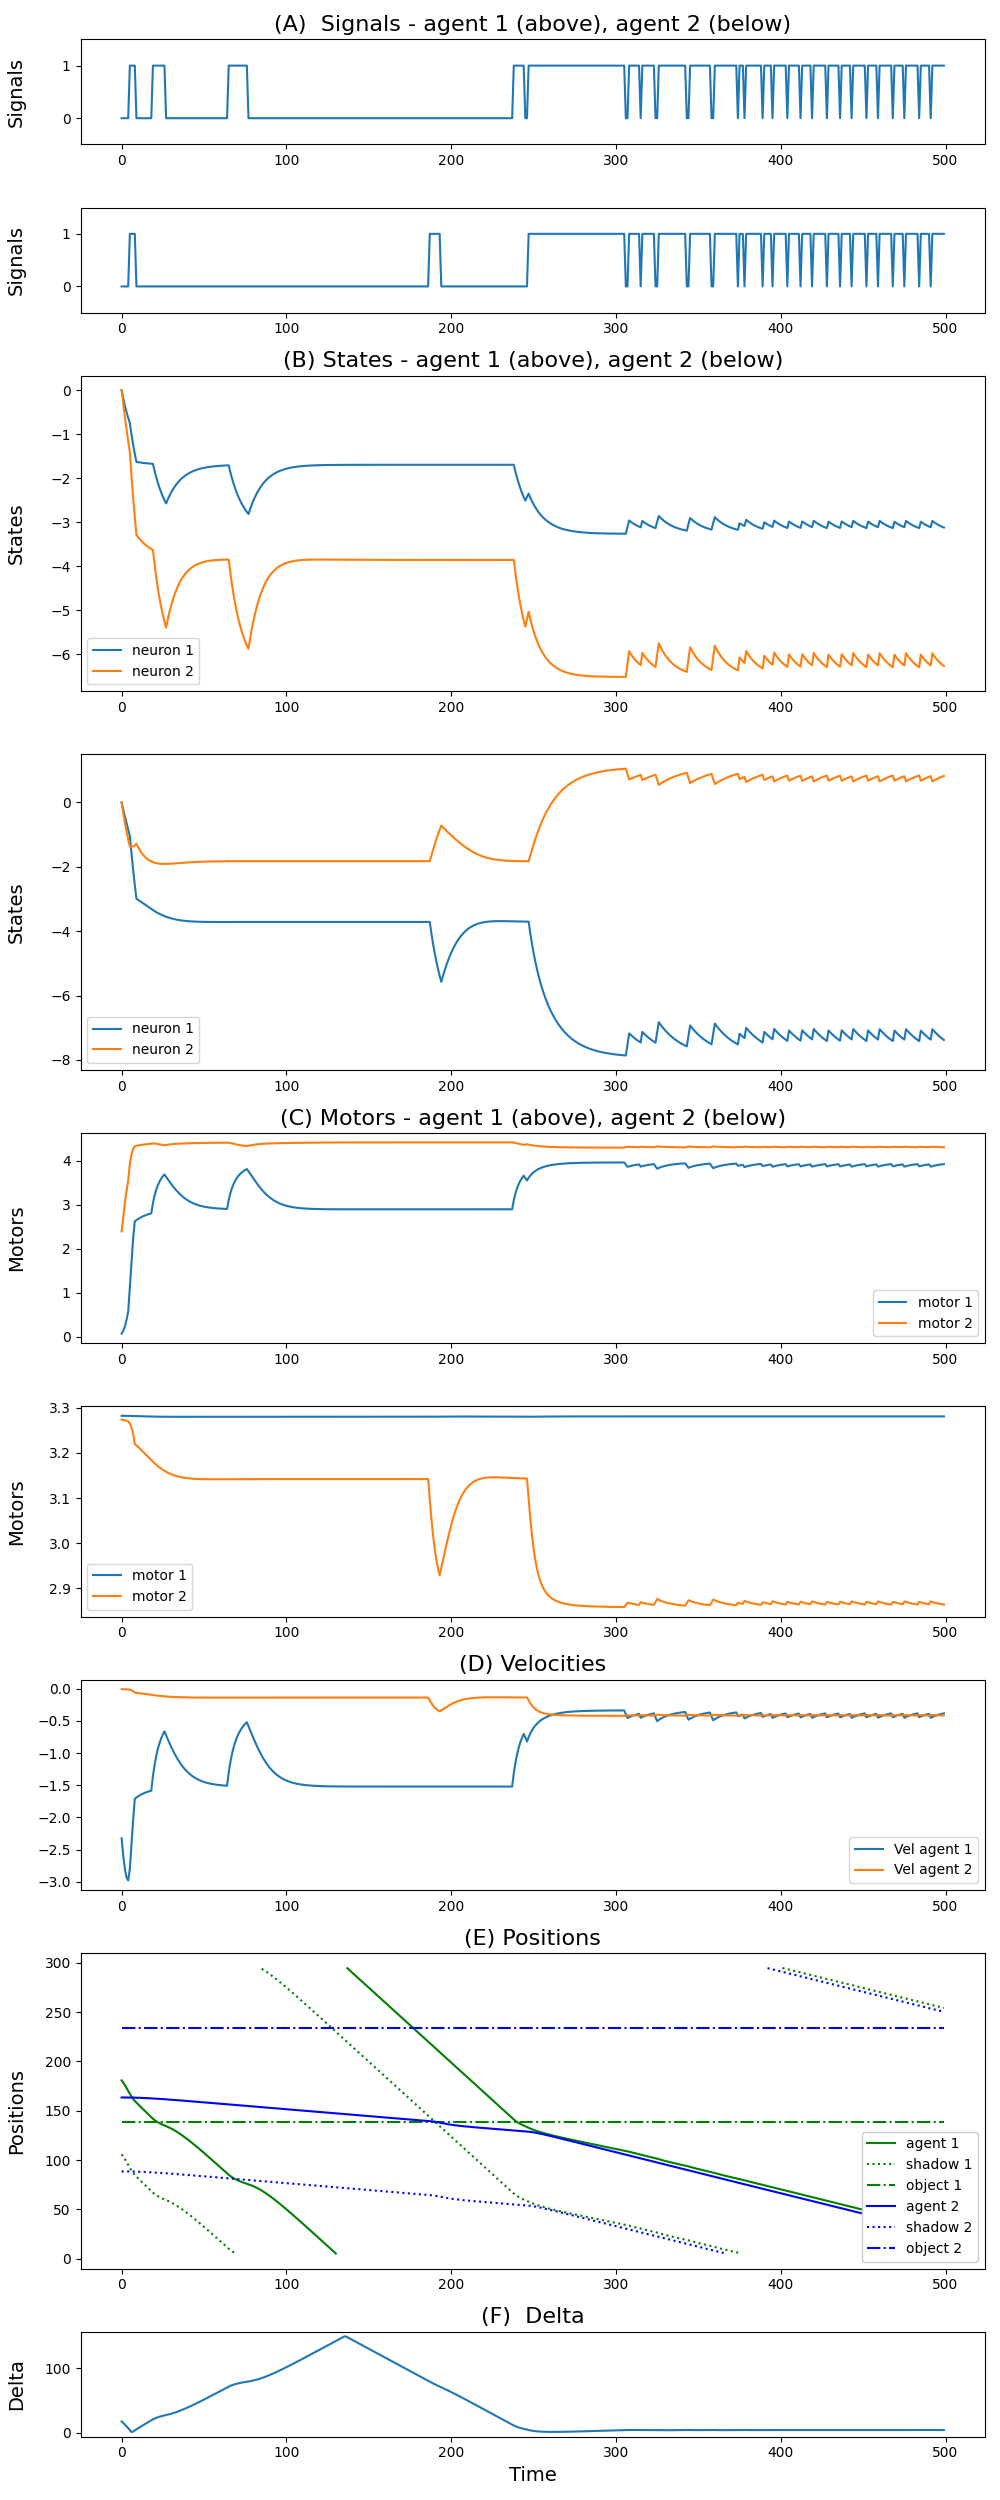 (A)  Signals - agent 1 (above), agent 2 (below)
Signals
1
0
0 100 200 300 400 500
Signals
1
0
0 100 200 300 400 500
(B) States - agent 1 (above), agent 2 (below)
States
0
−1
−2
−3
−4
−5
−6
neuron 1
neuron 2
0 100 200 300 400 500
States
0
−2
−4
−6
−8
neuron 1
neuron 2
0 100 200 300 400 500
(C) Motors - agent 1 (above), agent 2 (below)
Motors
4
3
2
1
0
motor 1
motor 2
0 100 200 300 400 500
Motors
3.3
3.2
3.1
3.0
2.9
motor 1
motor 2
0 100 200 300 400 500
(D) Velocities
0.0
−0.5
−1.0
−1.5
−2.0
−2.5
−3.0
Vel agent 1
Vel agent 2
0 100 200 300 400 500
(E) Positions
Positions
300
250
200
150
100
50
0
agent 1
shadow 1
object 1
agent 2
shadow 2
object 2
0 100 200 300 400 500
(F)  Delta
Delta
100
0
0 100 200 300 400 500
Time